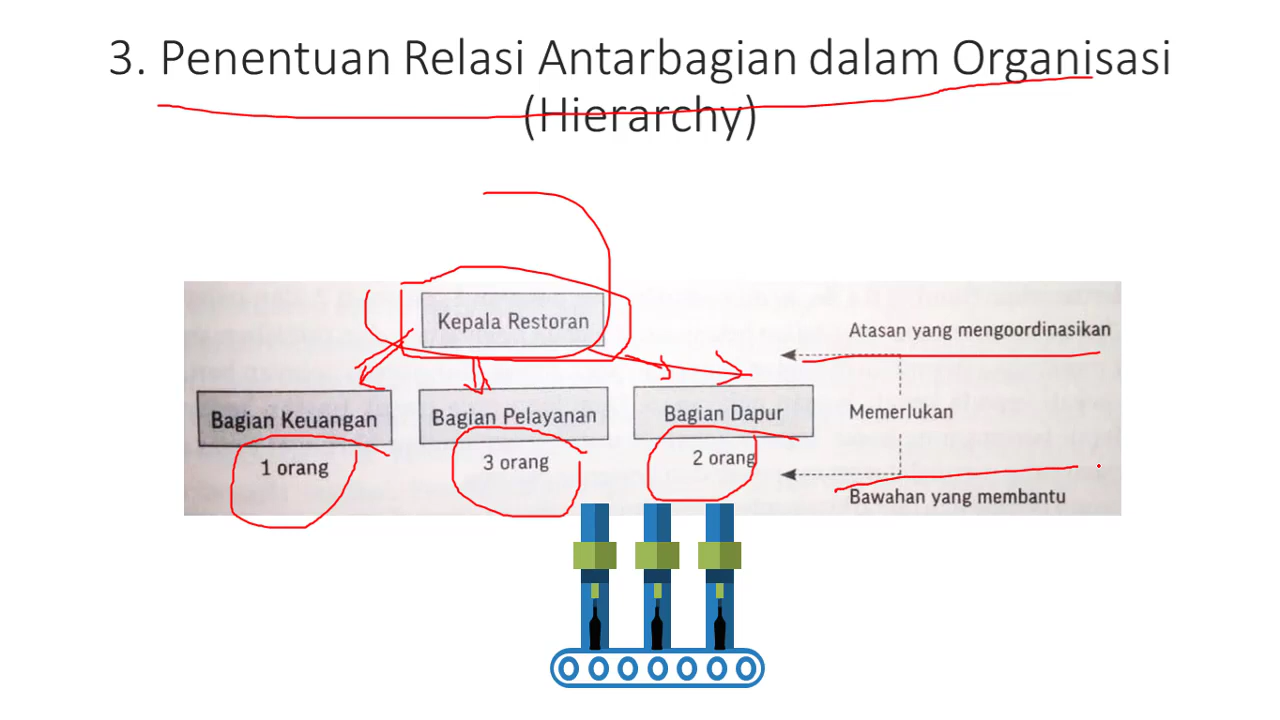 3. Penentuan Relasi Antarbagian dalam Organisasi
(Hierarchy)
Kepala Restoran
Atasan yang mengoordinasikan
Bagian Keuangan
Bagian Pelayanan
Bagian Dapur
Memerlukan
1 orang
3 orang
2 orang
Bawahan yang membantu